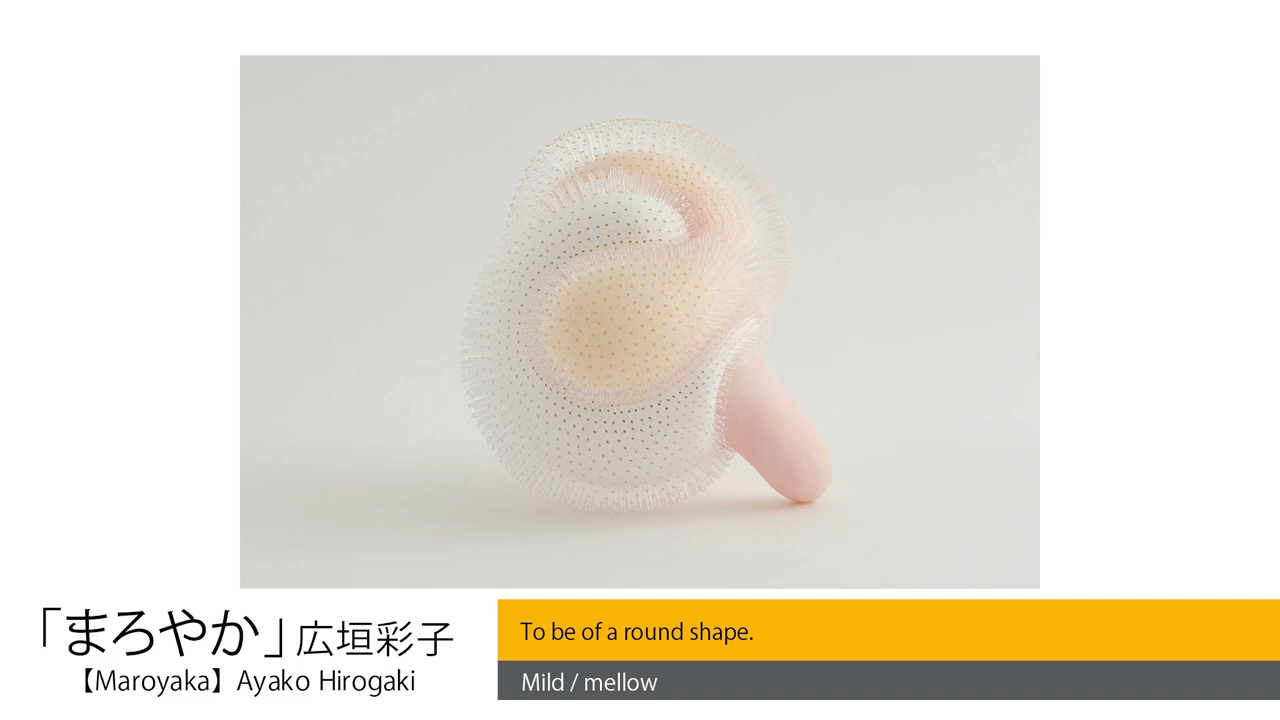 「まろやか」広垣彩子
【Maroyaka】Ayako Hirogaki
To be of a round shape.
Mild / mellow